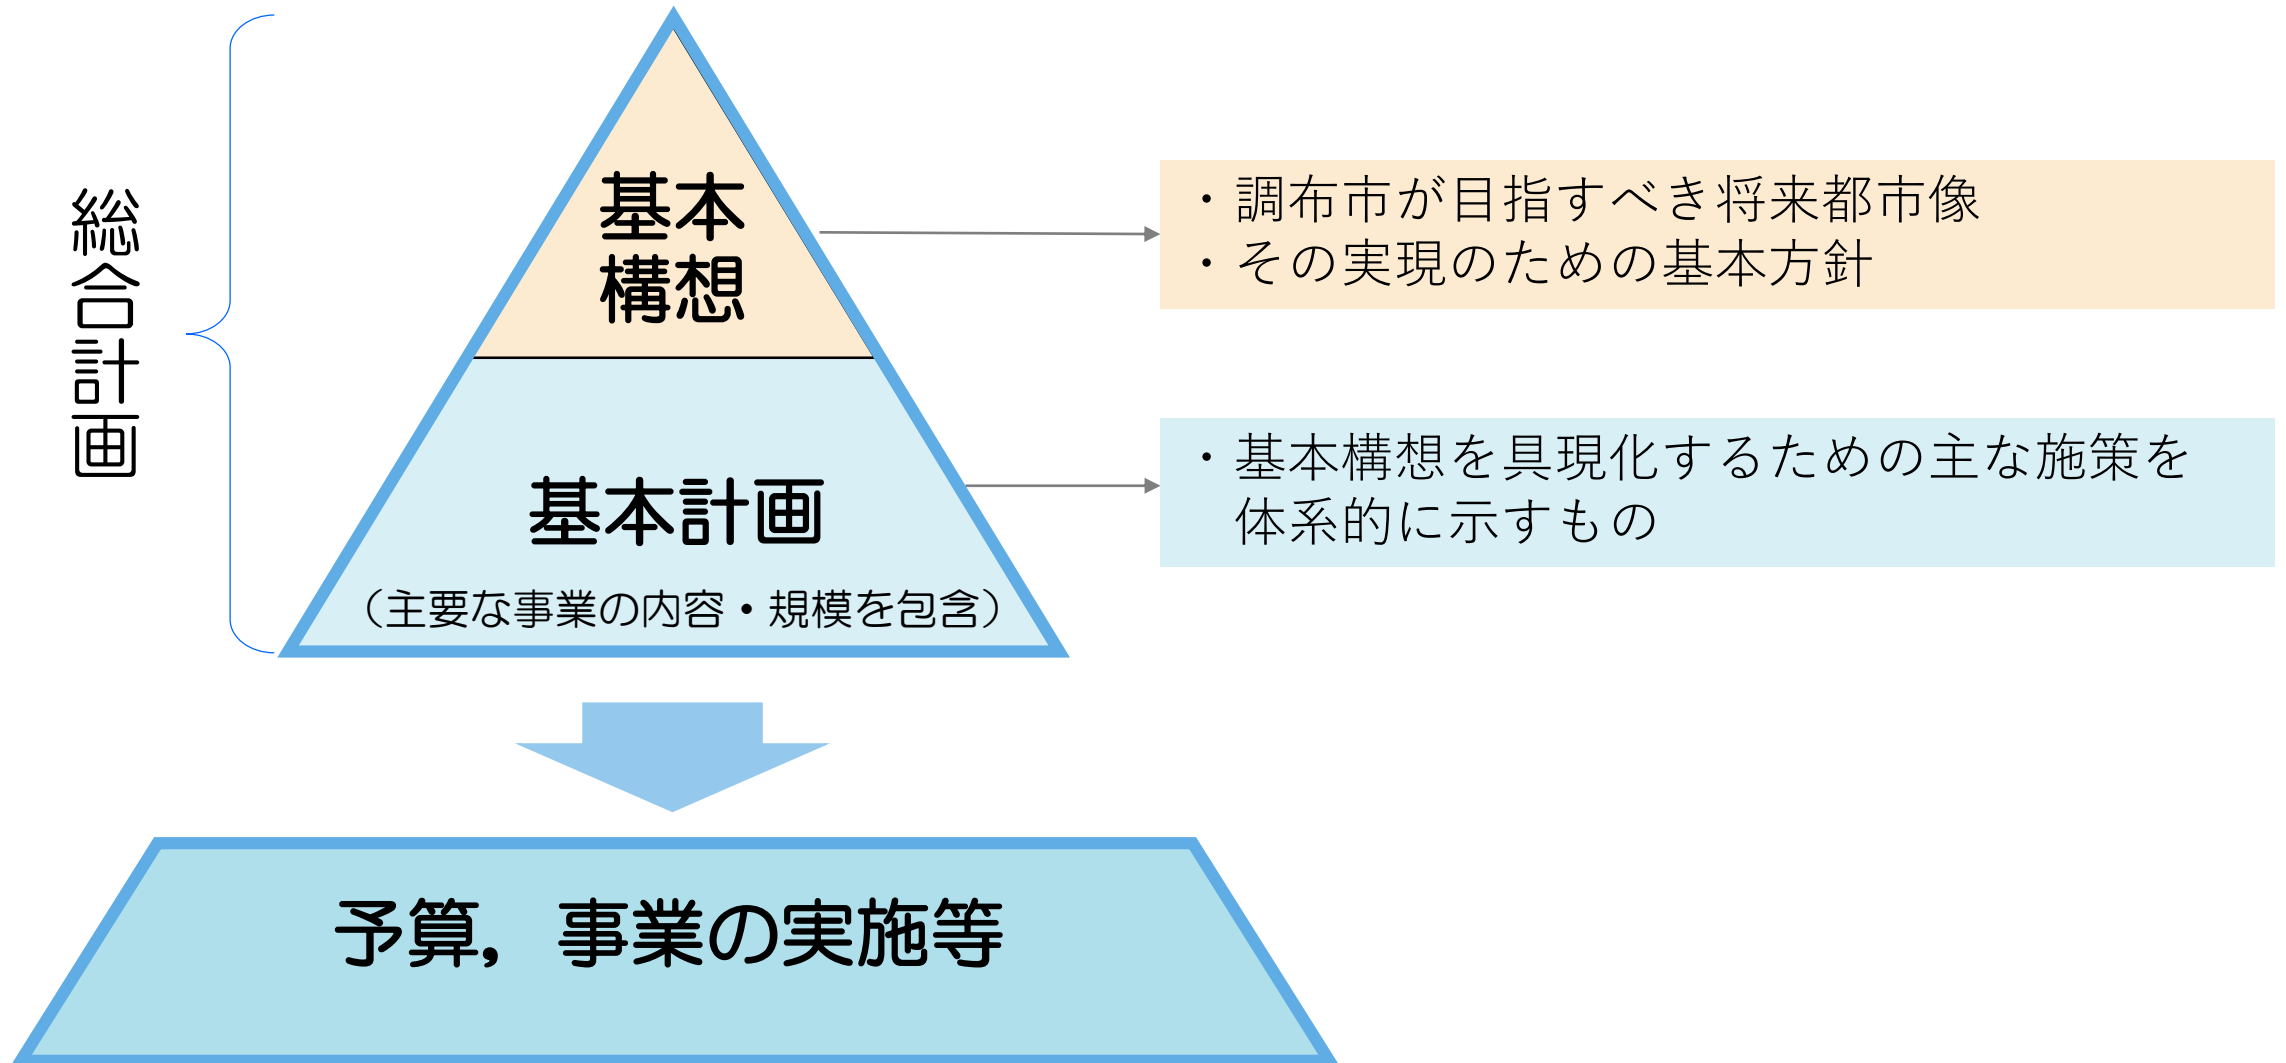 総合計画
基本
構想
・調布市が目指すべき将来都市像
・その実現のための基本方針
基本計画
（主要な事業の内容・規模を包含）
・基本構想を具現化するための主な施策を
体系的に示すもの
予算，事業の実施等